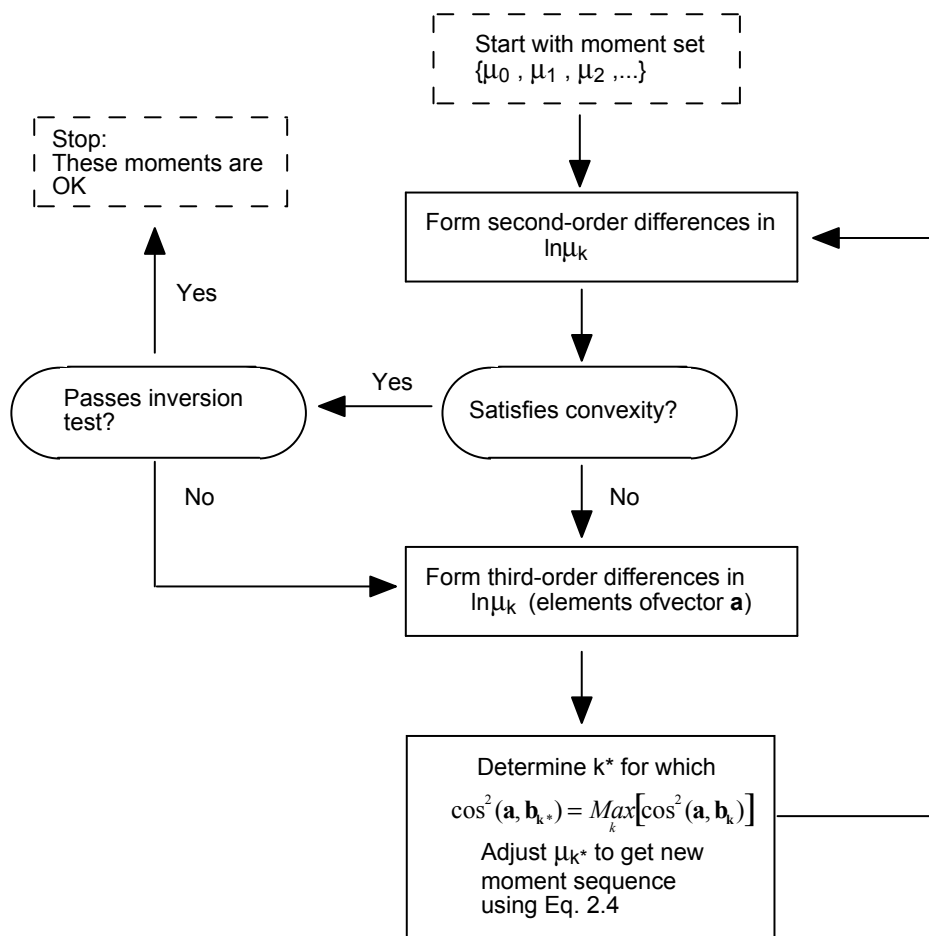 Start with moment set
{μ0 , μ1 , μ2 ,...}
Stop:
These moments are
OK
Form second-order differences in
lnμk
Yes
Yes
Passes inversion
test?
Satisfies convexity?
No
No
Form third-order differences in
lnμk (elements ofvector a)
Determine k* for which
cos²(a, bk*) = Max[cos²(a, bk)]
k
Adjust μk* to get new
moment sequence
using Eq. 2.4